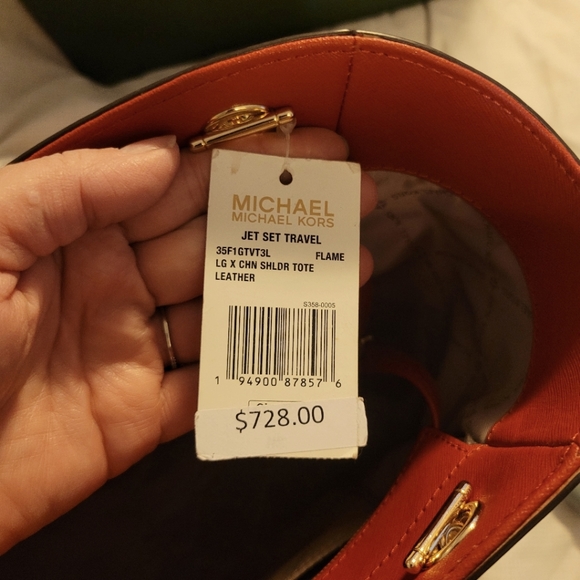 MICHAEL
MICHAEL KORS
JET SET TRAVEL
35F1GTVT3L FLAME
LG X CHN SHLDR TOTE
LEATHER
S358-000S
1 94900 87857 6
$728.00